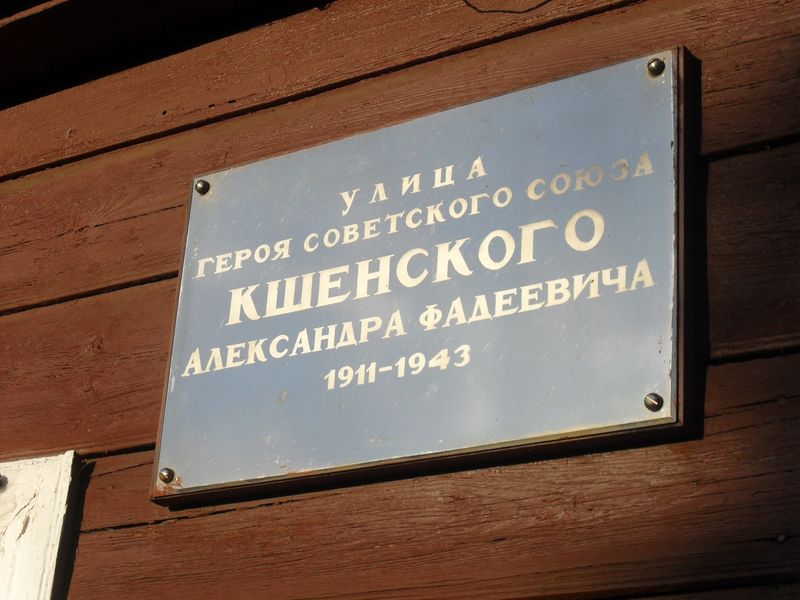 УЛИЦА
ГЕРОЯ СОВЕТСКОГО СОЮЗА
КШЕНСКОГО
АЛЕКСАНДРА ФАДЕЕВИЧА
1911-1943